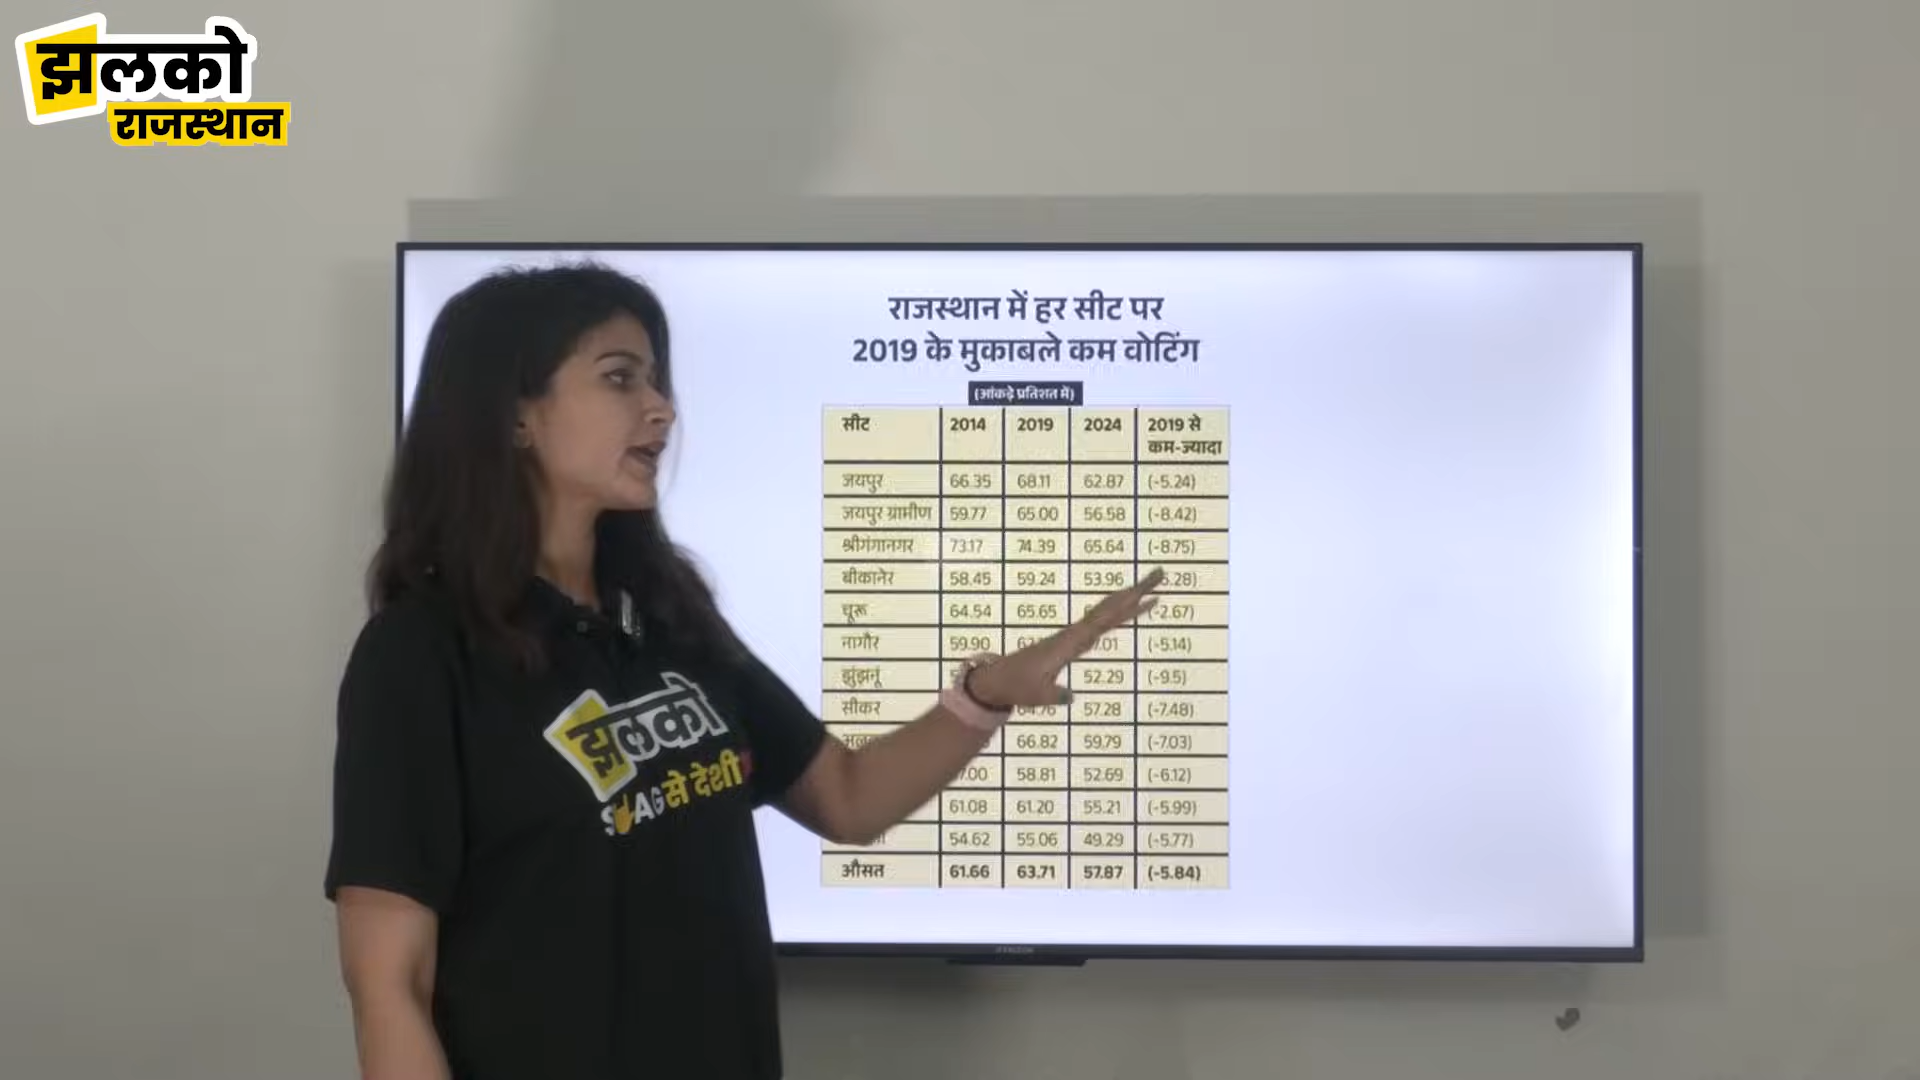 झलको
राजस्थान
राजस्थान में हर सीट पर
2019 के मुकाबले कम वोटिंग
(आंकड़े प्रतिशत में)
सीट 2014 2019 2024 2019 से कम-ज्यादा
जयपुर 66.35 68.11 62.87 (-5.24)
जयपुर ग्रामीण 59.77 65.00 56.58 (-8.42)
श्रीगंगानगर 73.17 74.39 65.64 (-8.75)
बीकानेर 58.45 59.24 53.96
चूरू 64.54 65.65 (-2.67)
नागौर 59.90 (-5.14)
झुंझनूं 52.29 (-9.5)
सीकर 57.28 (-7.48)
66.82 59.79 (-7.03)
58.81 52.69 (-6.12)
61.08 61.20 55.21 (-5.99)
54.62 55.06 49.29 (-5.77)
औसत 61.66 63.71 57.87 (-5.84)
झलको
SWAG से देशी